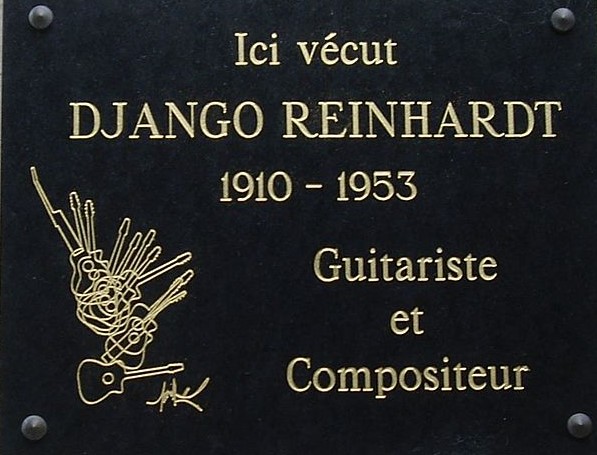 Ici vécut
DJANGO REINHARDT
1910 - 1953
Guitariste
et
Compositeur